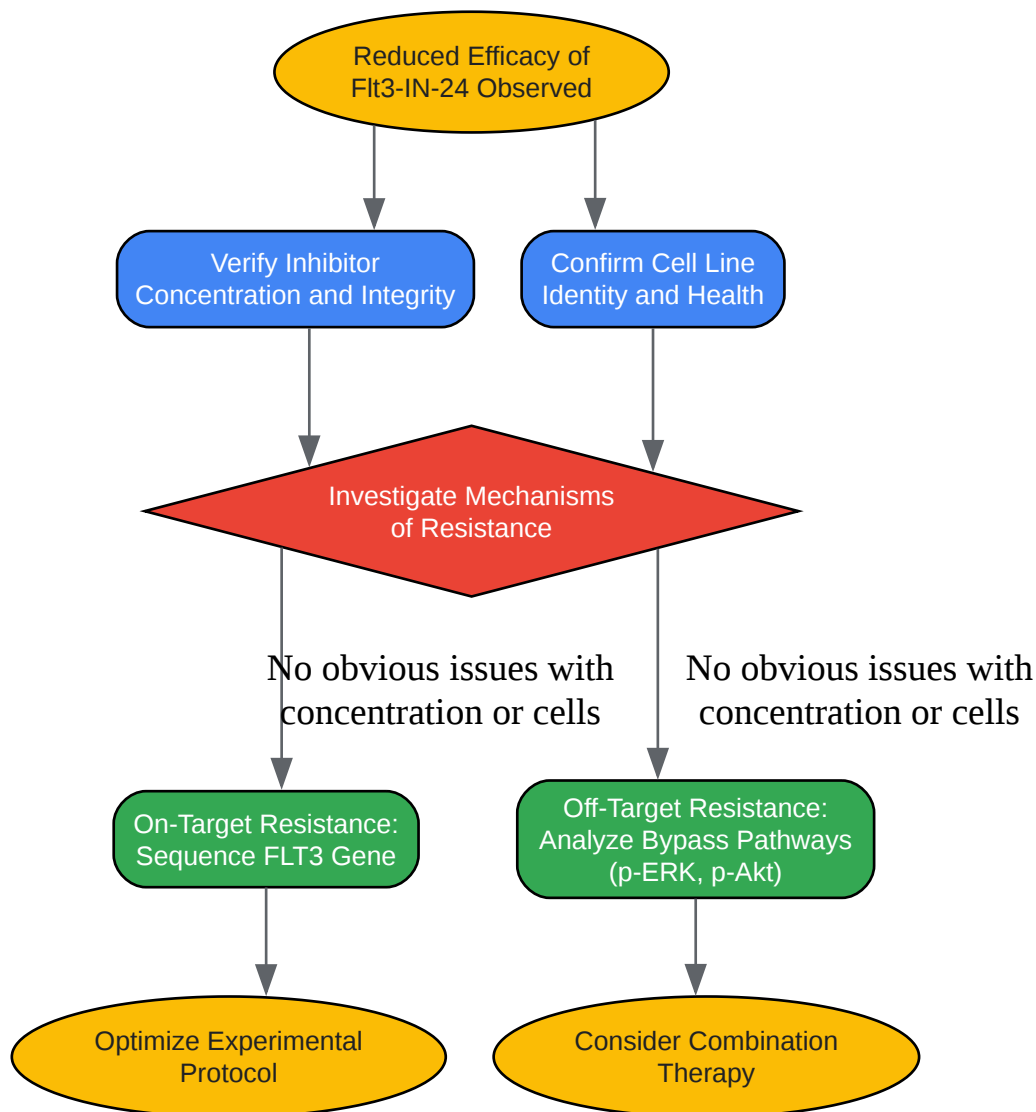 Reduced Efficacy of
Flt3-IN-24 Observed
Verify Inhibitor
Concentration and Integrity
Confirm Cell Line
Identity and Health
Investigate Mechanisms
of Resistance
No obvious issues with
concentration or cells
No obvious issues with
concentration or cells
On-Target Resistance:
Sequence FLT3 Gene
Off-Target Resistance:
Analyze Bypass Pathways
(p-ERK, p-Akt)
Optimize Experimental
Protocol
Consider Combination
Therapy